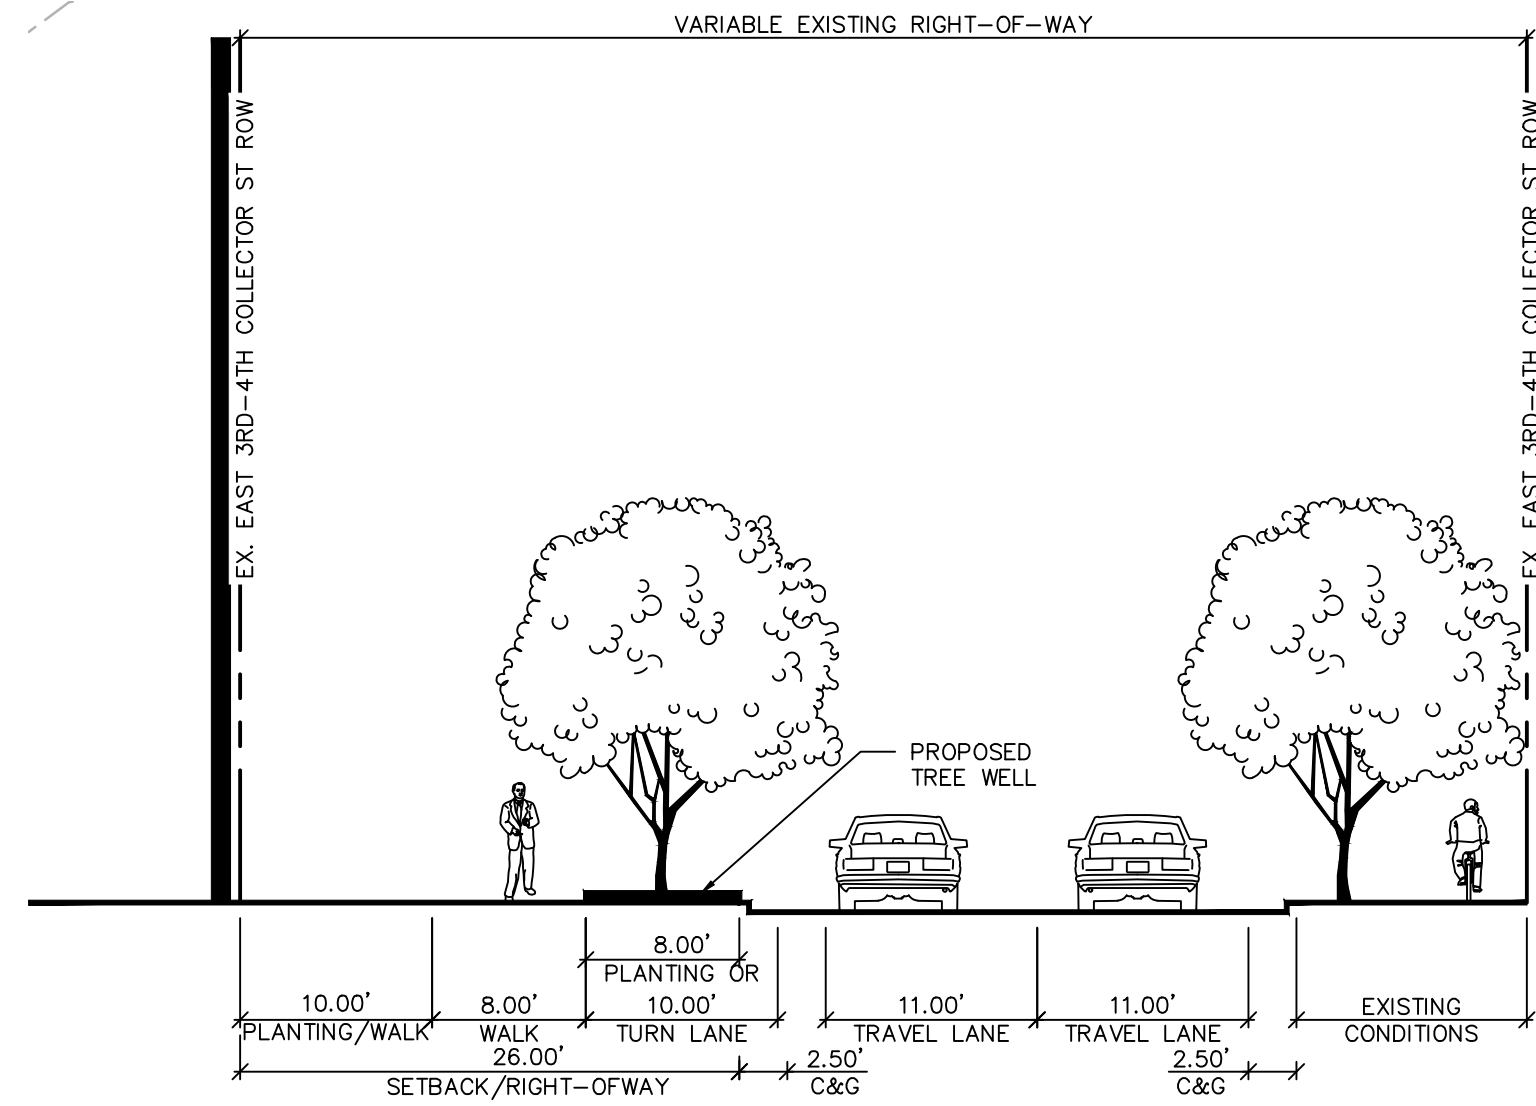 VARIABLE EXISTING RIGHT-OF-WAY
EX. EAST 3RD-4TH COLLECTOR ST ROW
EX. EAST 3RD-4TH COLLECTOR ST ROW
PROPOSED
TREE WELL
8.00'
PLANTING OR
10.00'
PLANTING/WALK
8.00'
WALK
10.00'
TURN LANE
11.00'
TRAVEL LANE
11.00'
TRAVEL LANE
EXISTING
CONDITIONS
26.00'
SETBACK/RIGHT-OFWAY
2.50'
C&G
2.50'
C&G